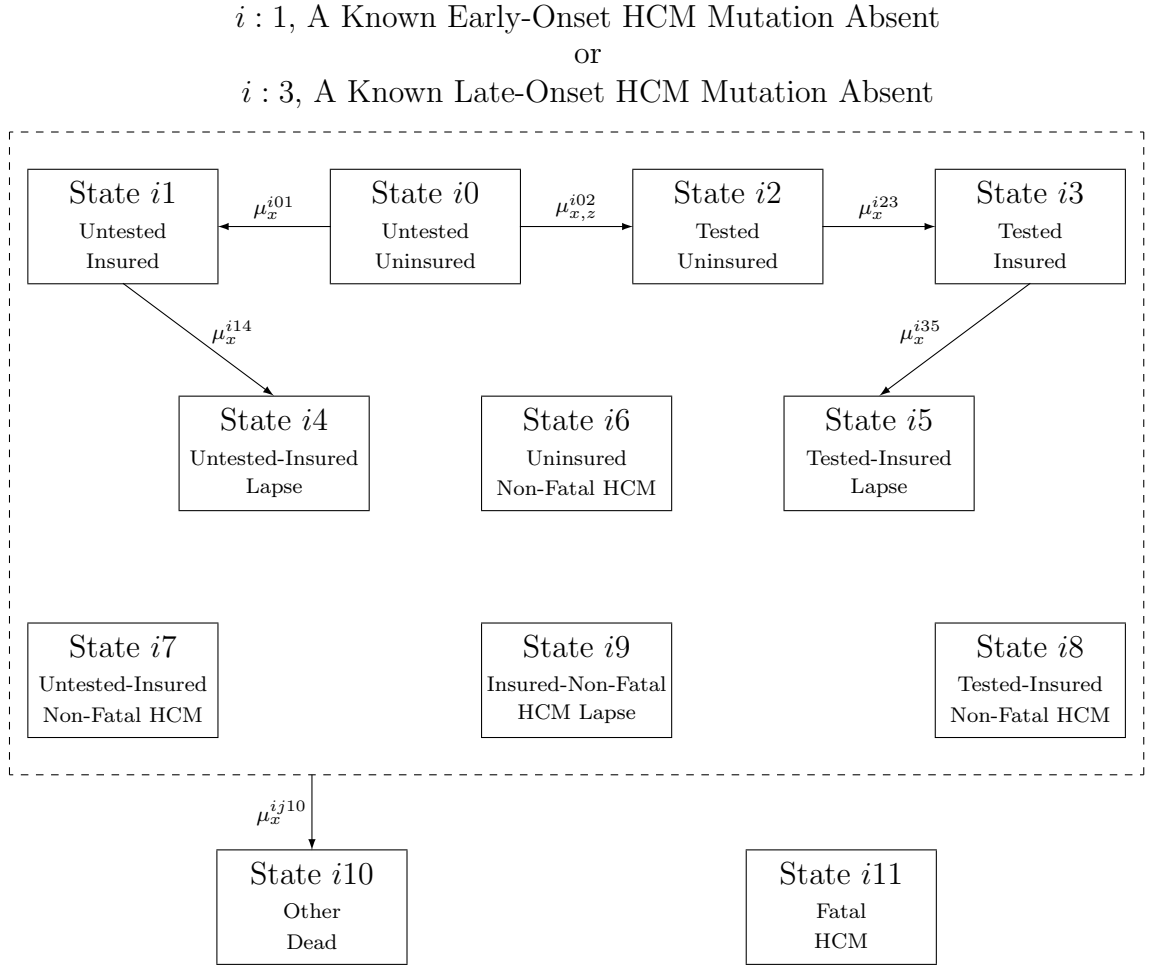 i : 1, A Known Early-Onset HCM Mutation Absent
or
i : 3, A Known Late-Onset HCM Mutation Absent
State i1
Untested
Insured
μ_x^{i01}
State i0
Untested
Uninsured
μ_{x,z}^{i02}
State i2
Tested
Uninsured
μ_x^{i23}
State i3
Tested
Insured
μ_x^{i14}
μ_x^{i35}
State i4
Untested-Insured
Lapse
State i6
Uninsured
Non-Fatal HCM
State i5
Tested-Insured
Lapse
State i7
Untested-Insured
Non-Fatal HCM
State i9
Insured-Non-Fatal
HCM Lapse
State i8
Tested-Insured
Non-Fatal HCM
μ_x^{ij10}
State i10
Other
Dead
State i11
Fatal
HCM